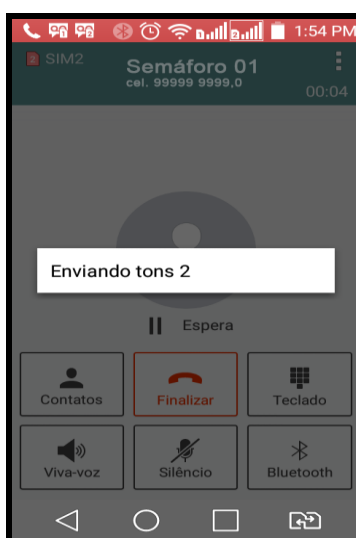 1:54 PM
2 SIM2
Semáforo 01
cel. 99999 9999,0
00:04
Enviando tons 2
Espera
Contatos Finalizar Teclado
Viva-voz Silêncio Bluetooth